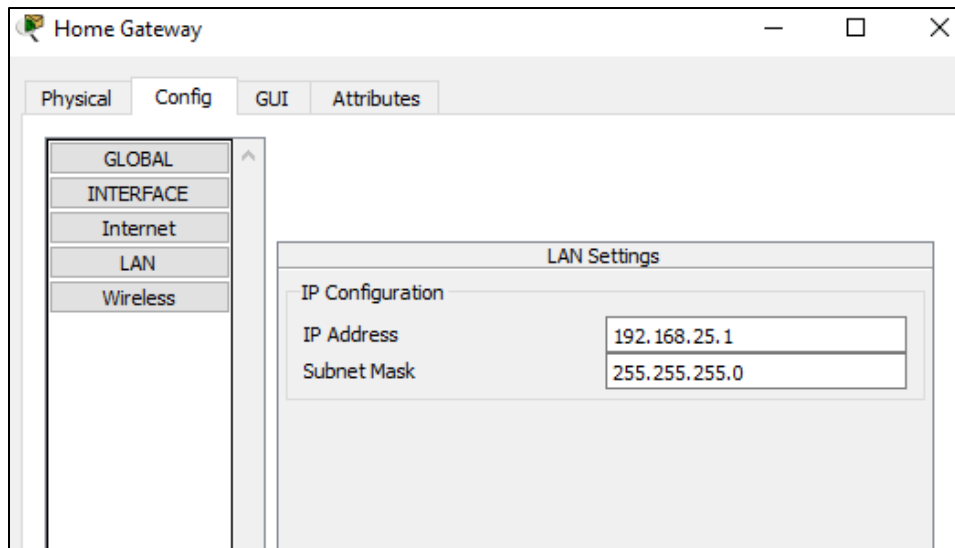 Home Gateway
Physical Config GUI Attributes
GLOBAL
INTERFACE
Internet
LAN
Wireless
LAN Settings
IP Configuration
IP Address 192.168.25.1
Subnet Mask 255.255.255.0